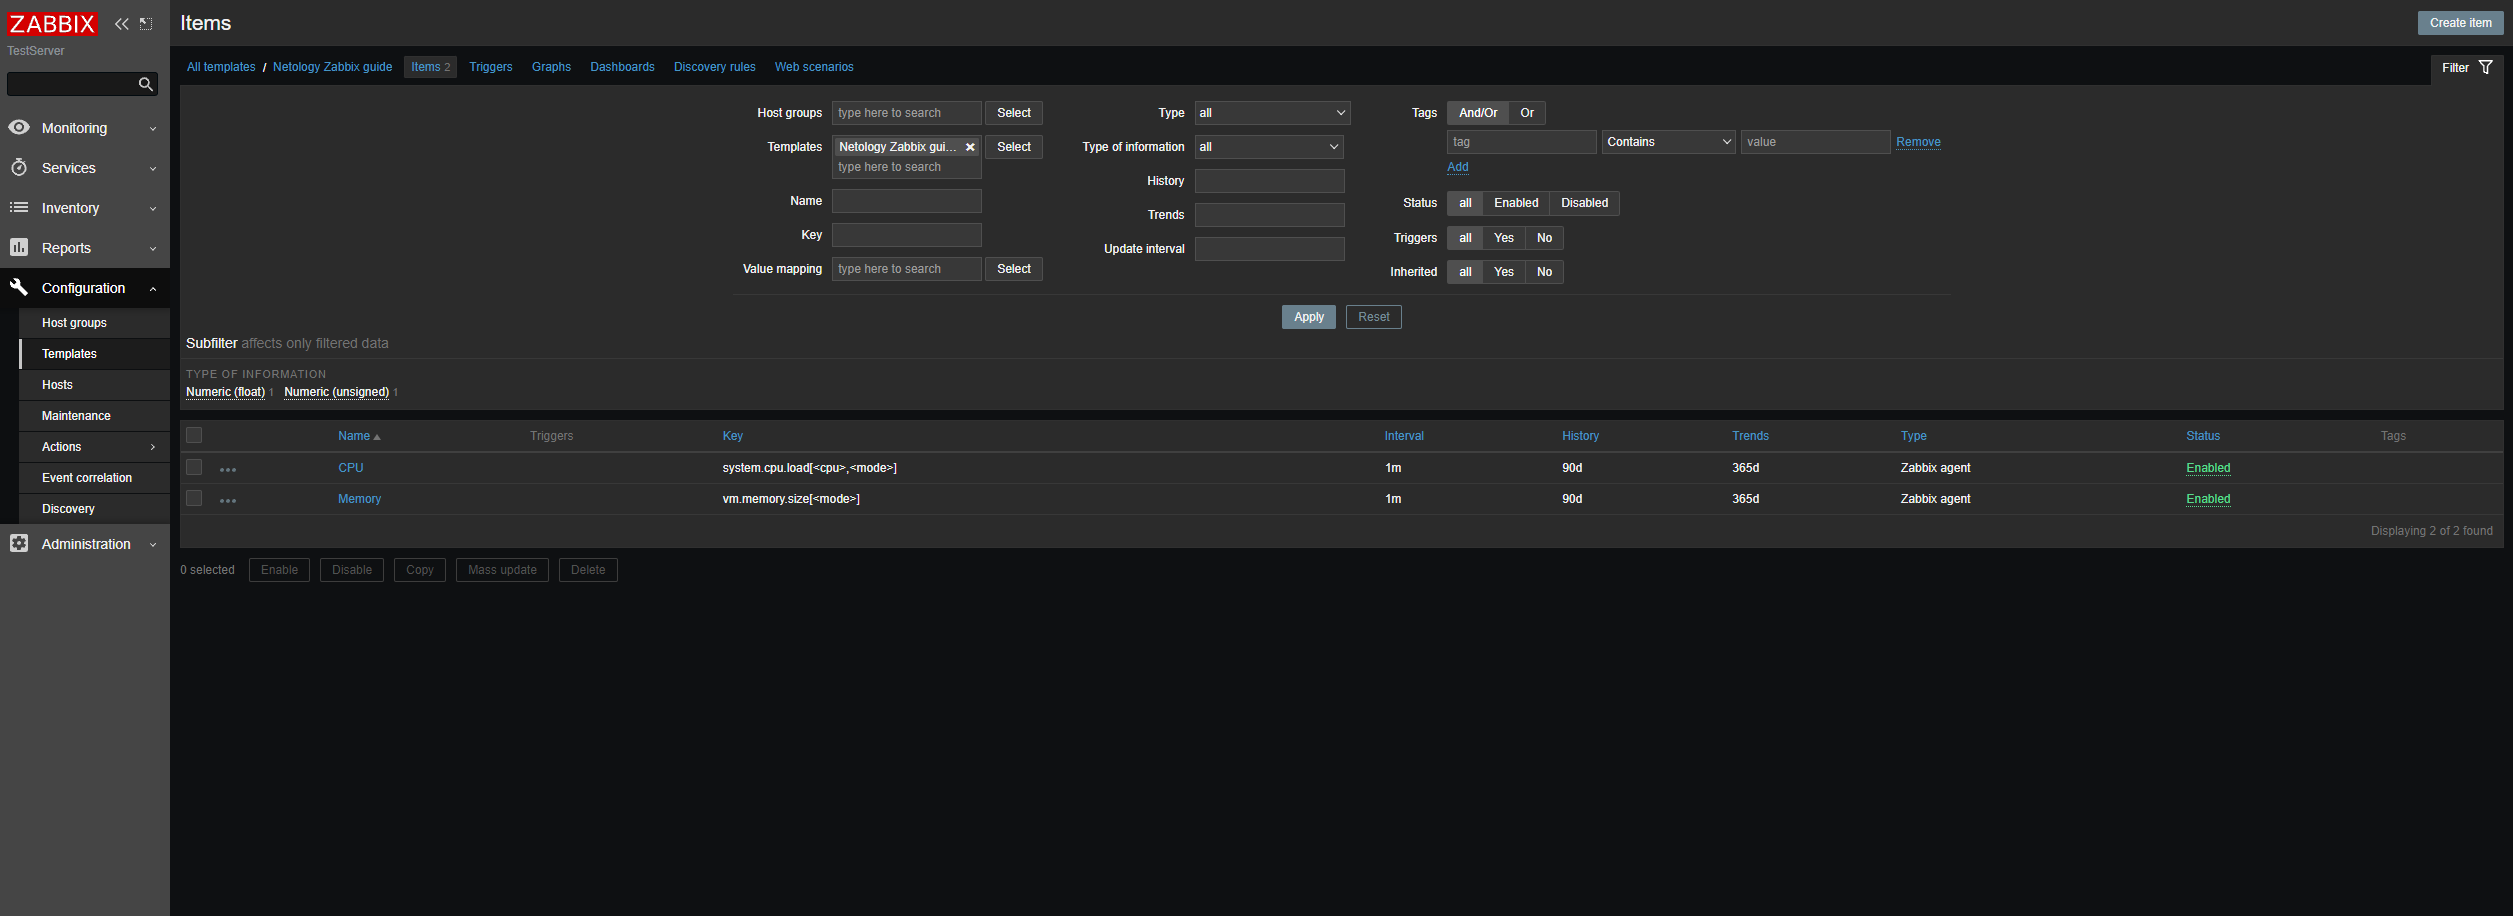 ZABBIX
TestServer
Monitoring
Services
Inventory
Reports
Configuration
Host groups
Templates
Hosts
Maintenance
Actions
Event correlation
Discovery
Administration
Items
Create item
All templates / Netology Zabbix guide Items 2 Triggers Graphs Dashboards Discovery rules Web scenarios
Filter
Host groups type here to search Select
Templates Netology Zabbix gui... Select
type here to search
Name
Key
Value mapping type here to search Select
Type all
Type of information all
History
Trends
Update interval
Tags And/Or Or
tag Contains value Remove
Add
Status all Enabled Disabled
Triggers all Yes No
Inherited all Yes No
Apply Reset
Subfilter affects only filtered data
TYPE OF INFORMATION
Numeric (float) 1 Numeric (unsigned) 1
Name Triggers Key Interval History Trends Type Status Tags
CPU system.cpu.load[<cpu>,<mode>] 1m 90d 365d Zabbix agent Enabled
Memory vm.memory.size[<mode>] 1m 90d 365d Zabbix agent Enabled
Displaying 2 of 2 found
0 selected Enable Disable Copy Mass update Delete